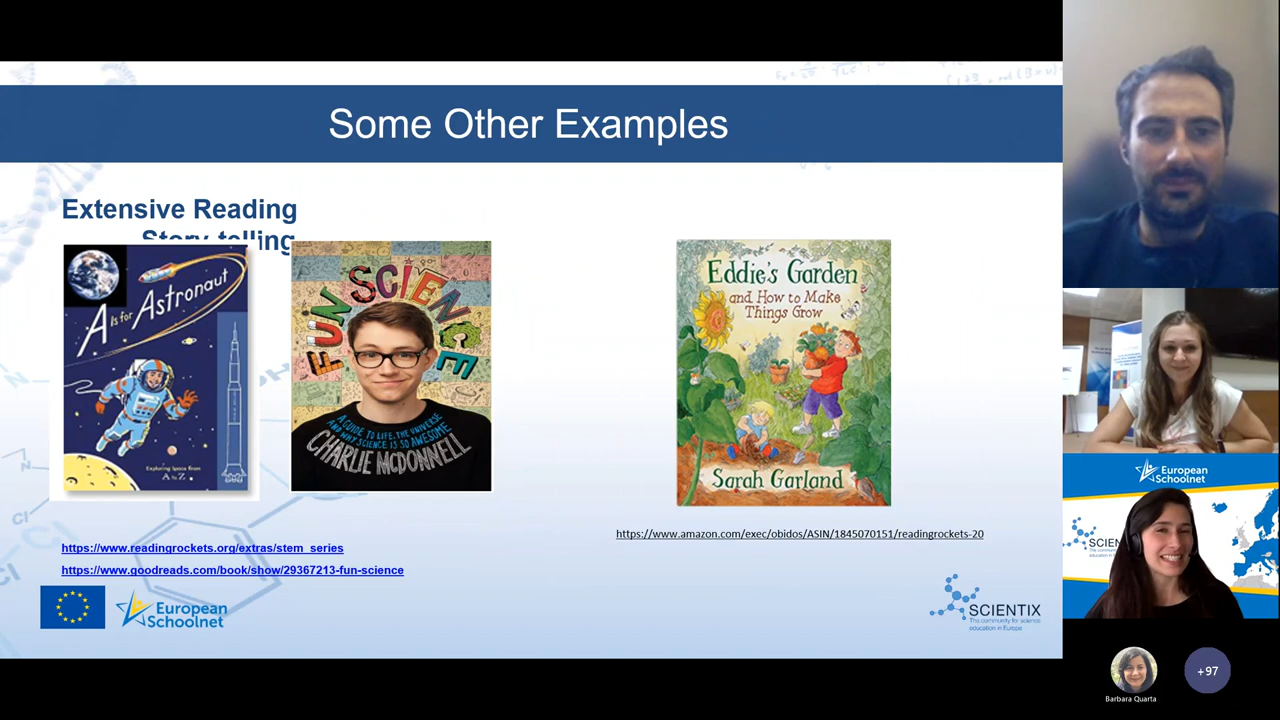 Some Other Examples
Extensive Reading
Story-telling
A is for Astronaut
Exploring Space from
A to Z
FUN SCIENCE
A GUIDE TO LIFE, THE UNIVERSE
AND WHY SCIENCE IS SO AWESOME
CHARLIE MCDONNELL
Eddie's Garden
and How to Make
Things Grow
Sarah Garland
https://www.readingrockets.org/extras/stem_series
https://www.goodreads.com/book/show/29367213-fun-science
https://www.amazon.com/exec/obidos/ASIN/1845070151/readingrockets-20
European
Schoolnet
SCIENTIX
The community for science
education in Europe
European
Schoolnet
Barbara Quarta
+97